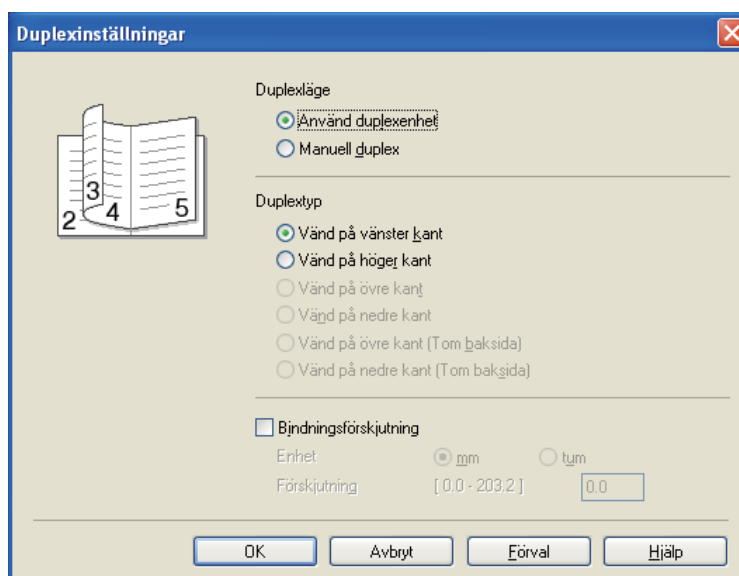 Duplexinställningar
Duplexläge
Använd duplexenhet
Manuell duplex
2 3 4 5
Duplextyp
Vänd på vänster kant
Vänd på höger kant
Vänd på övre kant
Vänd på nedre kant
Vänd på övre kant (Tom baksida)
Vänd på nedre kant (Tom baksida)
Bindningsförskjutning
Enhet mm tum
Förskjutning [ 0.0 - 203.2 ] 0.0
OK Avbryt Förval Hjälp